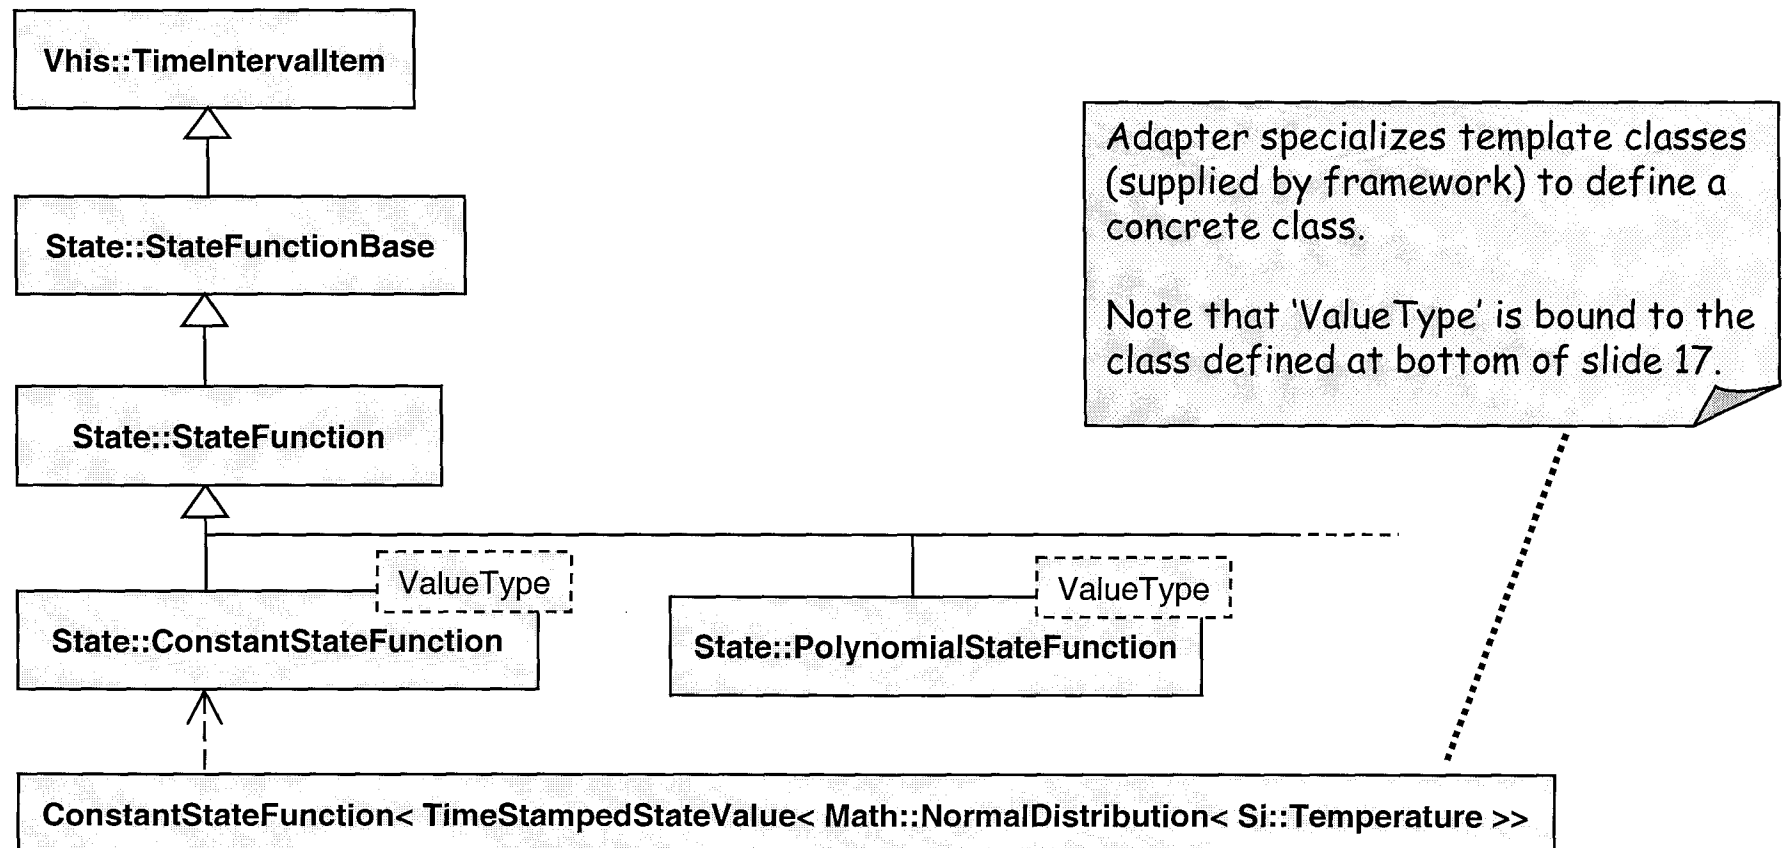 Vhis::TimeIntervalItem
Adapter specializes template classes
(supplied by framework) to define a
concrete class.
Note that 'ValueType' is bound to the
class defined at bottom of slide 17.
State::StateFunctionBase
State::StateFunction
ValueType
State::ConstantStateFunction
ValueType
State::PolynomialStateFunction
ConstantStateFunction< TimeStampedStateValue< Math::NormalDistribution< Si::Temperature >>